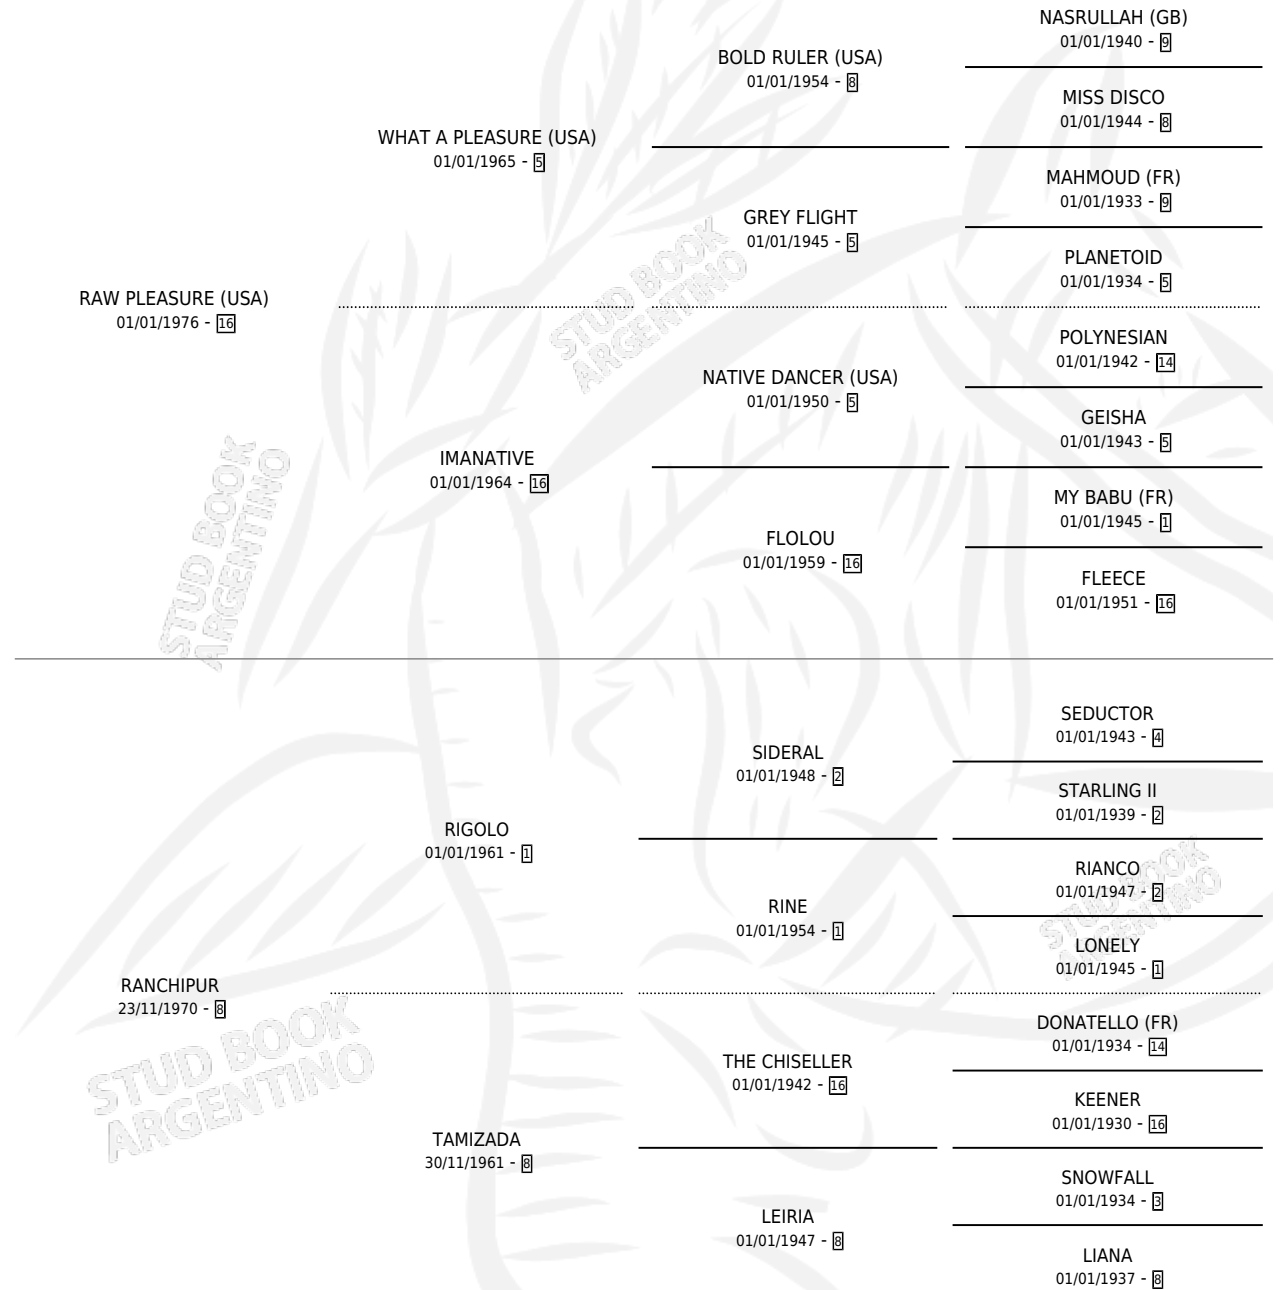 NASRULLAH (GB)
01/01/1940 - 9
BOLD RULER (USA)
01/01/1954 - 8
MISS DISCO
01/01/1944 - 8
WHAT A PLEASURE (USA)
01/01/1965 - 5
MAHMOUD (FR)
01/01/1933 - 9
GREY FLIGHT
01/01/1945 - 5
PLANETOID
01/01/1934 - 5
RAW PLEASURE (USA)
01/01/1976 - 16
POLYNESIAN
01/01/1942 - 14
NATIVE DANCER (USA)
01/01/1950 - 5
GEISHA
01/01/1943 - 5
IMANATIVE
01/01/1964 - 16
MY BABU (FR)
01/01/1945 - 1
FLOLOU
01/01/1959 - 16
FLEECE
01/01/1951 - 16
SEDUCTOR
01/01/1943 - 4
SIDERAL
01/01/1948 - 2
STARLING II
01/01/1939 - 2
RIGOLO
01/01/1961 - 1
RIANCO
01/01/1947 - 2
RINE
01/01/1954 - 1
LONELY
01/01/1945 - 1
RANCHIPUR
23/11/1970 - 8
DONATELLO (FR)
01/01/1934 - 14
THE CHISELLER
01/01/1942 - 16
KEENER
01/01/1930 - 16
TAMIZADA
30/11/1961 - 8
SNOWFALL
01/01/1934 - 3
LEIRIA
01/01/1947 - 8
LIANA
01/01/1937 - 8
STUD BOOK
ARGENTINO
STUD BOOK
ARGENTINO
STUD BOOK
ARGENTINO
STUD BOOK
ARGENTINO